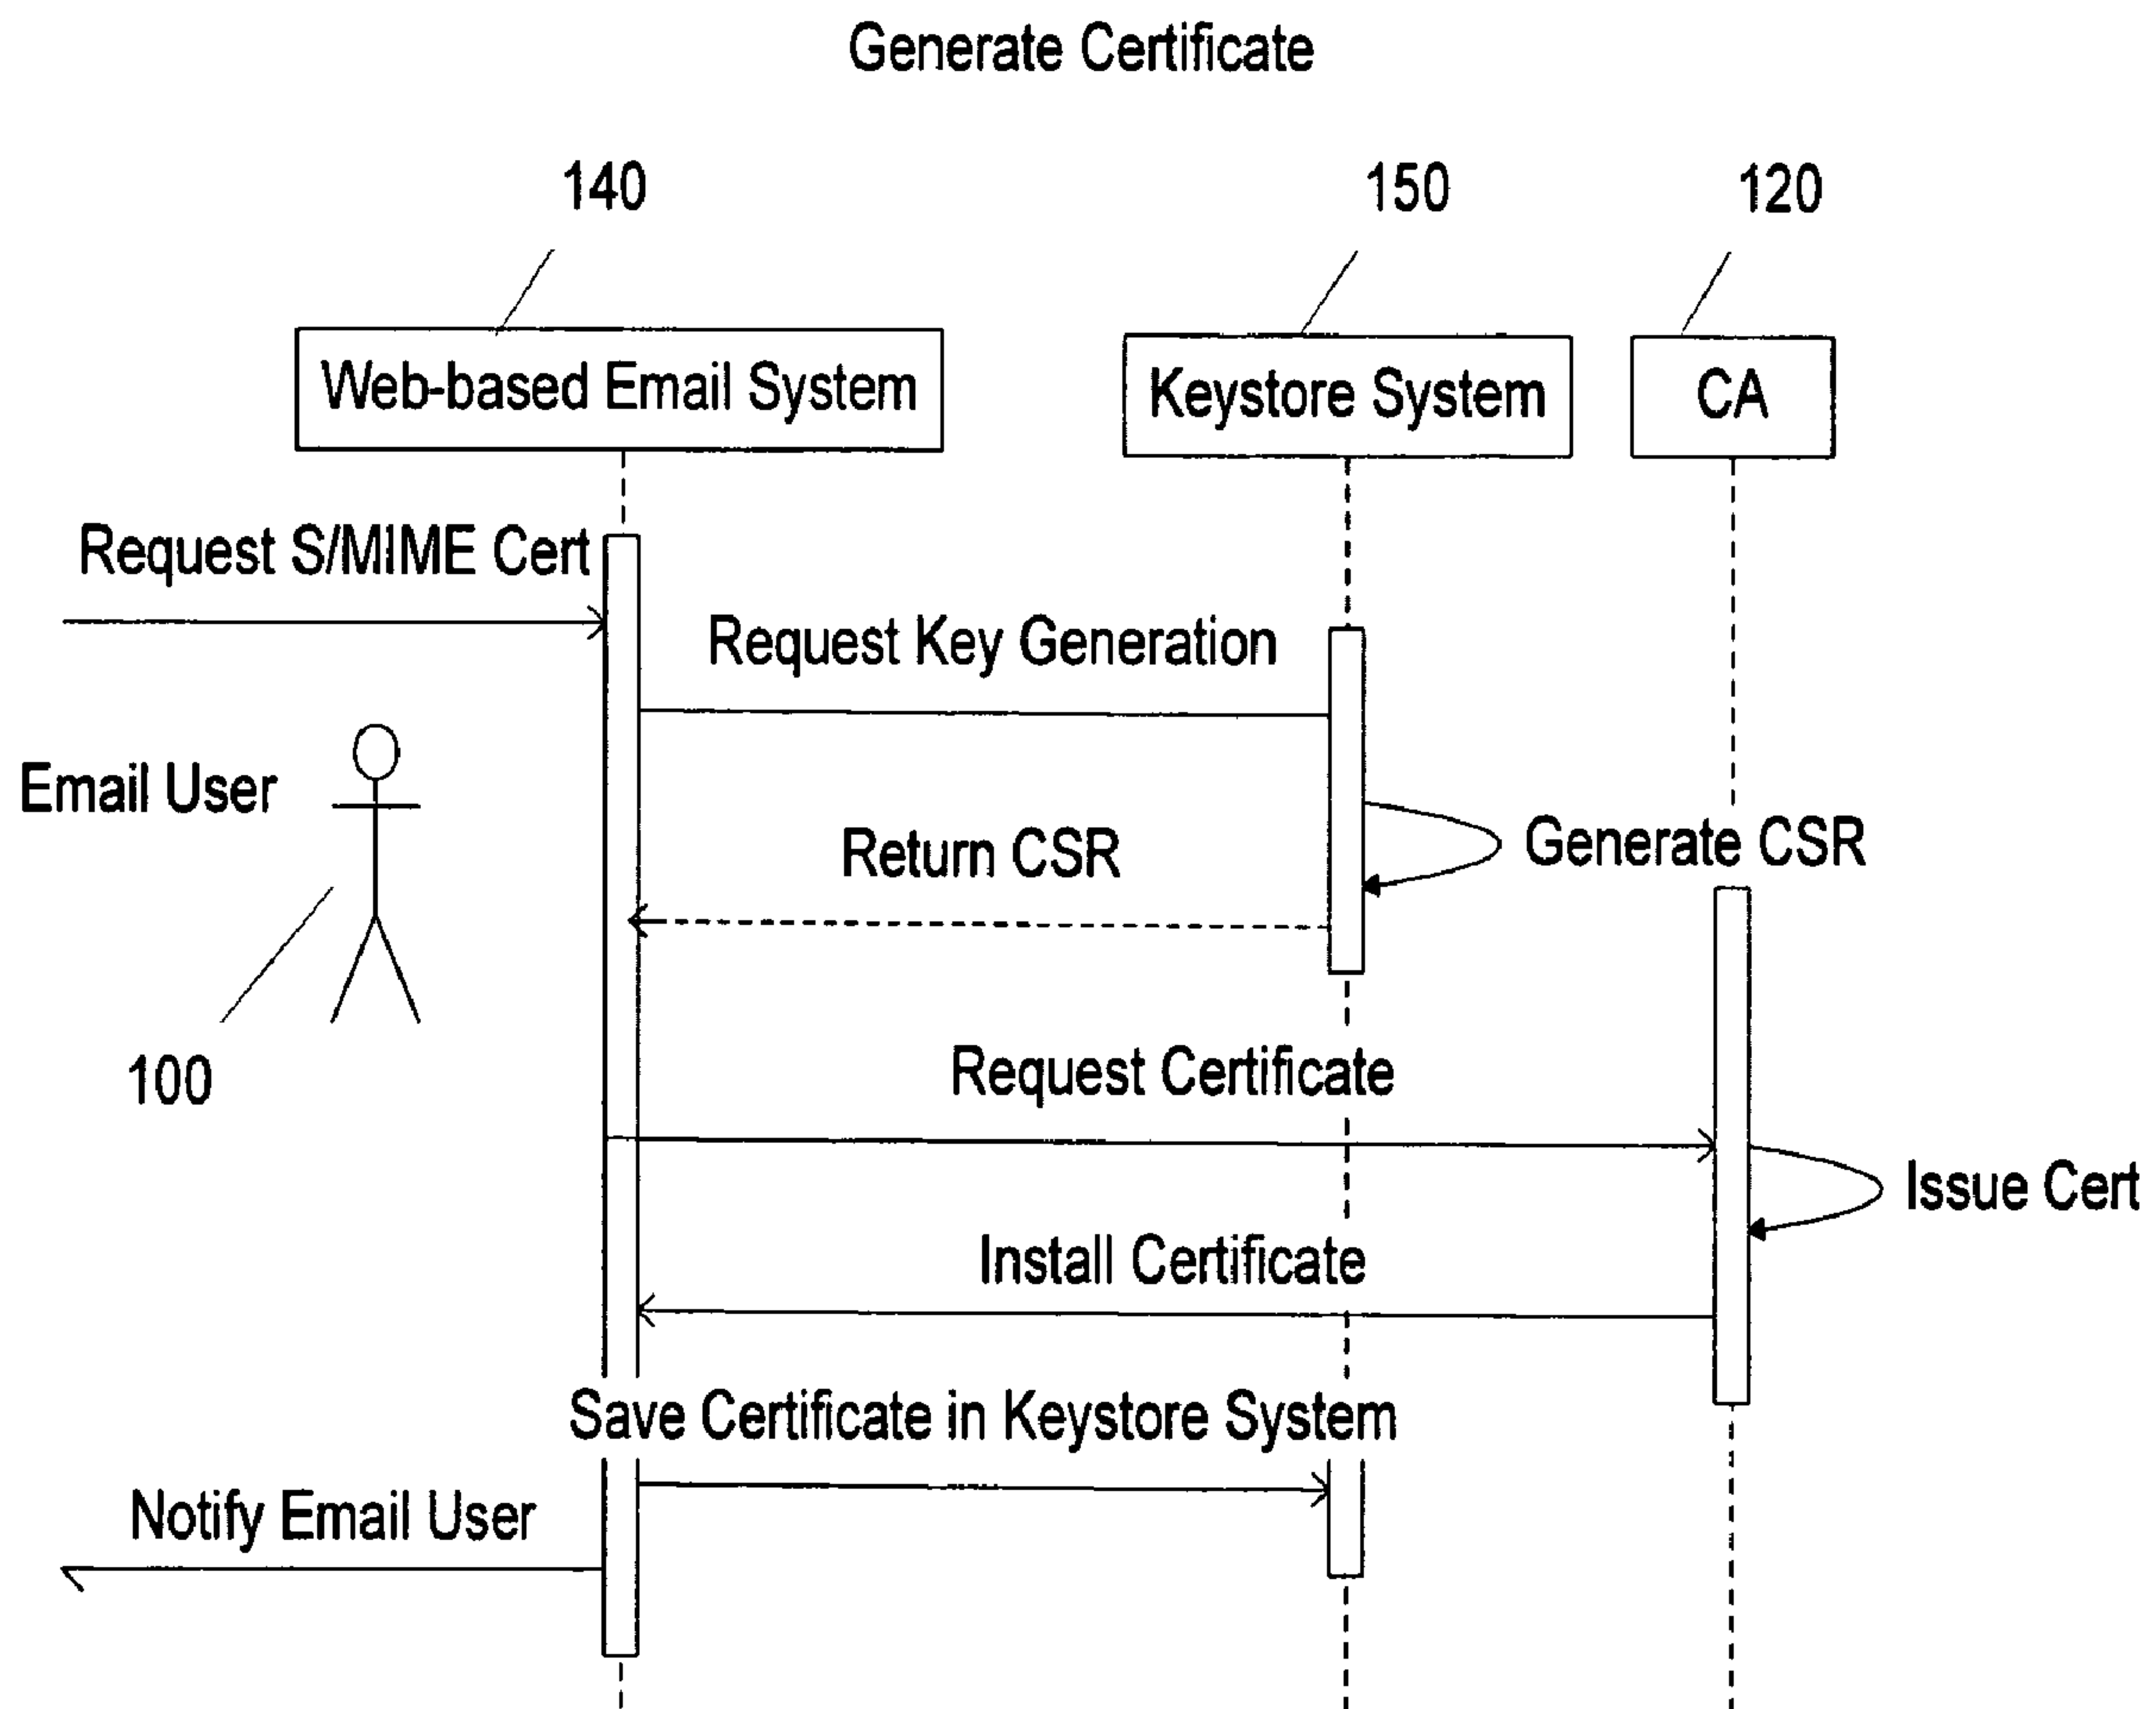 Generate Certificate
140
150
120
Web-based Email System
Keystore System
CA
Request S/MIME Cert
Request Key Generation
Email User
Return CSR
Generate CSR
100
Request Certificate
Issue Cert
Install Certificate
Save Certificate in Keystore System
Notify Email User